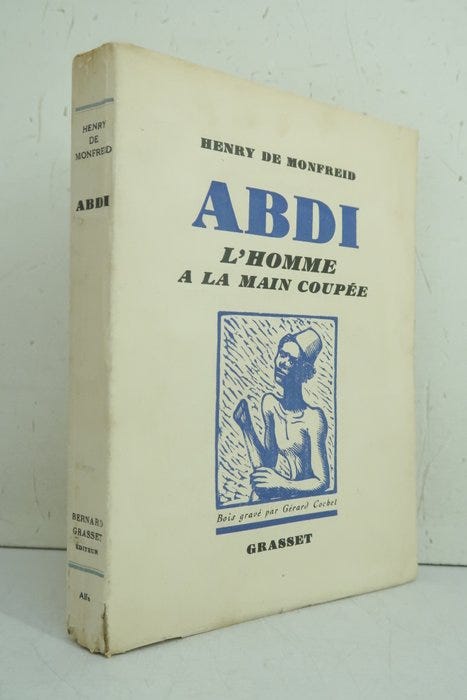 HENRY
DE
MONFREID
ABDI
BERNARD
GRASSET
ÉDITEUR
Alfa
HENRY DE MONFREID
ABDI
L'HOMME
A LA MAIN COUPÉE
Bois gravé par Gérard Cochet
GRASSET